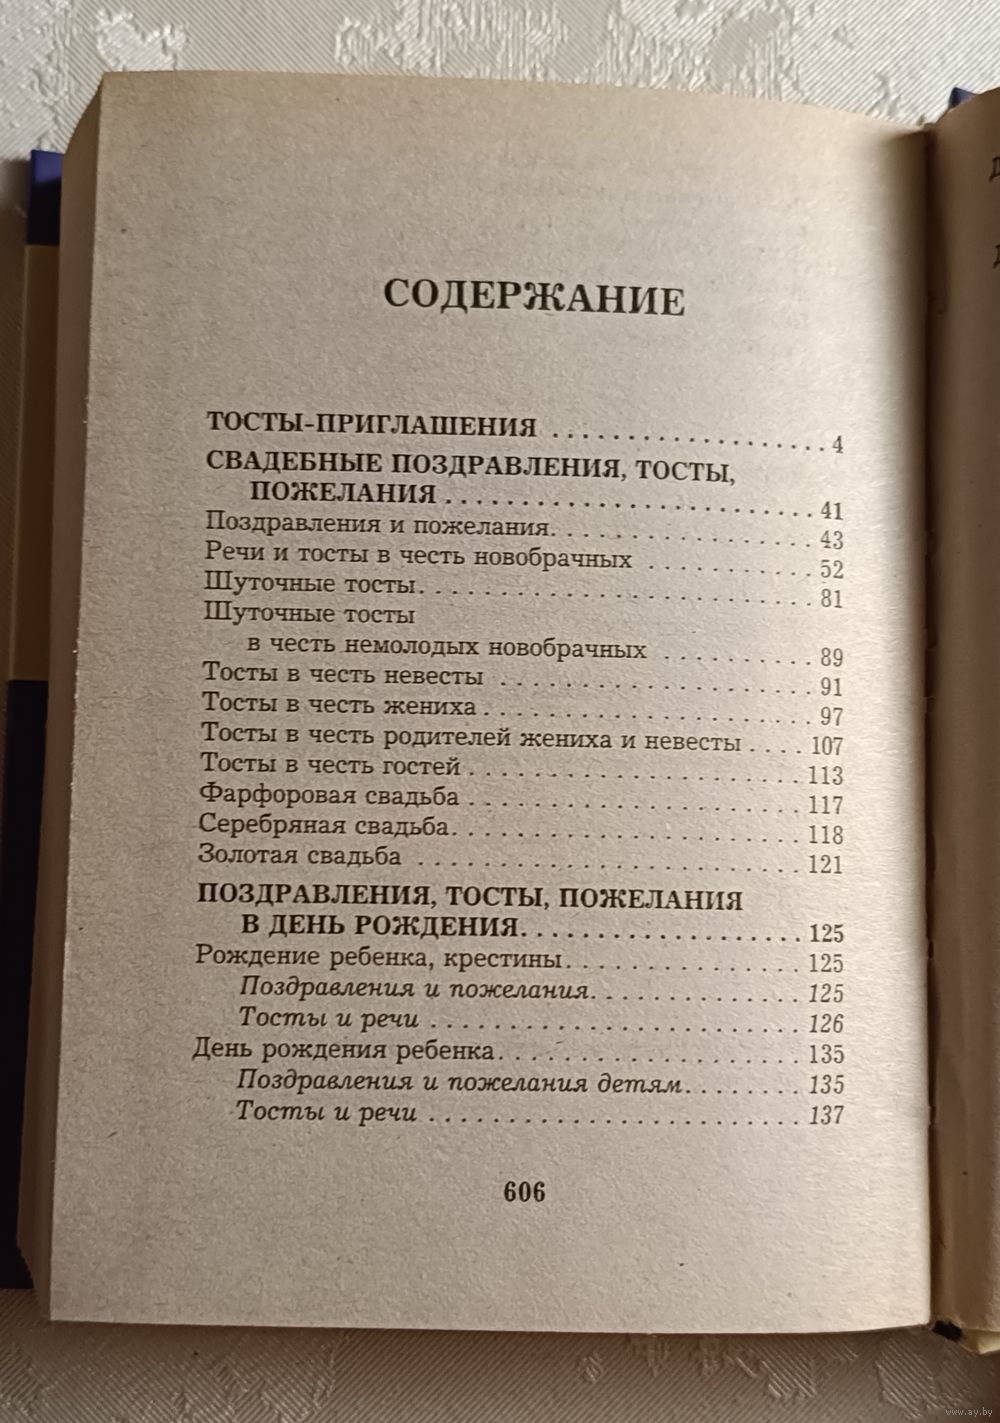 СОДЕРЖАНИЕ
ТОСТЫ-ПРИГЛАШЕНИЯ . . . . . . . . . . . . . . . . . . 4
СВАДЕБНЫЕ ПОЗДРАВЛЕНИЯ, ТОСТЫ,
ПОЖЕЛАНИЯ . . . . . . . . . . . . . . . . . . . . . . . . 41
Поздравления и пожелания. . . . . . . . . . . . . . . . . 43
Речи и тосты в честь новобрачных . . . . . . . . . . . 52
Шуточные тосты. . . . . . . . . . . . . . . . . . . . . . . . . 81
Шуточные тосты
в честь немолодых новобрачных . . . . . . . . . . 89
Тосты в честь невесты . . . . . . . . . . . . . . . . . . . . 91
Тосты в честь жениха . . . . . . . . . . . . . . . . . . . . . 97
Тосты в честь родителей жениха и невесты . . . . 107
Тосты в честь гостей . . . . . . . . . . . . . . . . . . . . . 113
Фарфоровая свадьба . . . . . . . . . . . . . . . . . . . . . 117
Серебряная свадьба. . . . . . . . . . . . . . . . . . . . . . 118
Золотая свадьба . . . . . . . . . . . . . . . . . . . . . . . . 121
ПОЗДРАВЛЕНИЯ, ТОСТЫ, ПОЖЕЛАНИЯ
В ДЕНЬ РОЖДЕНИЯ. . . . . . . . . . . . . . . . . . 125
Рождение ребенка, крестины. . . . . . . . . . . . . . . 125
Поздравления и пожелания. . . . . . . . . . . . . 125
Тосты и речи . . . . . . . . . . . . . . . . . . . . . . . 126
День рождения ребенка. . . . . . . . . . . . . . . . . . . 135
Поздравления и пожелания детям. . . . . . . 135
Тосты и речи . . . . . . . . . . . . . . . . . . . . . . . 137
606
www.ay.by